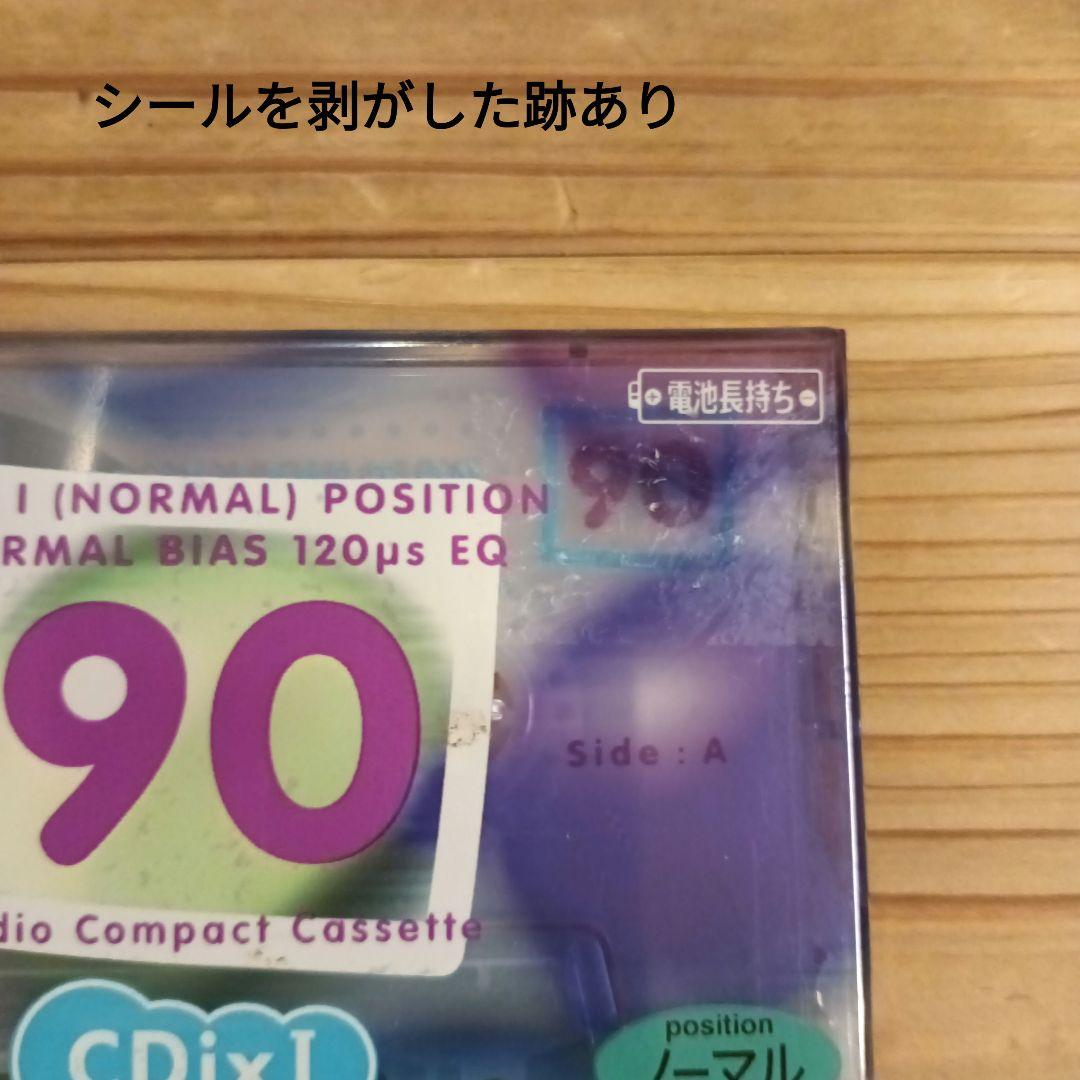 シールを剥がした跡あり
電池長持ち
90
I (NORMAL) POSITION
RMAL BIAS 120µs EQ
90
Side : A
dio Compact Cassette
CDixI
position
ノーマル